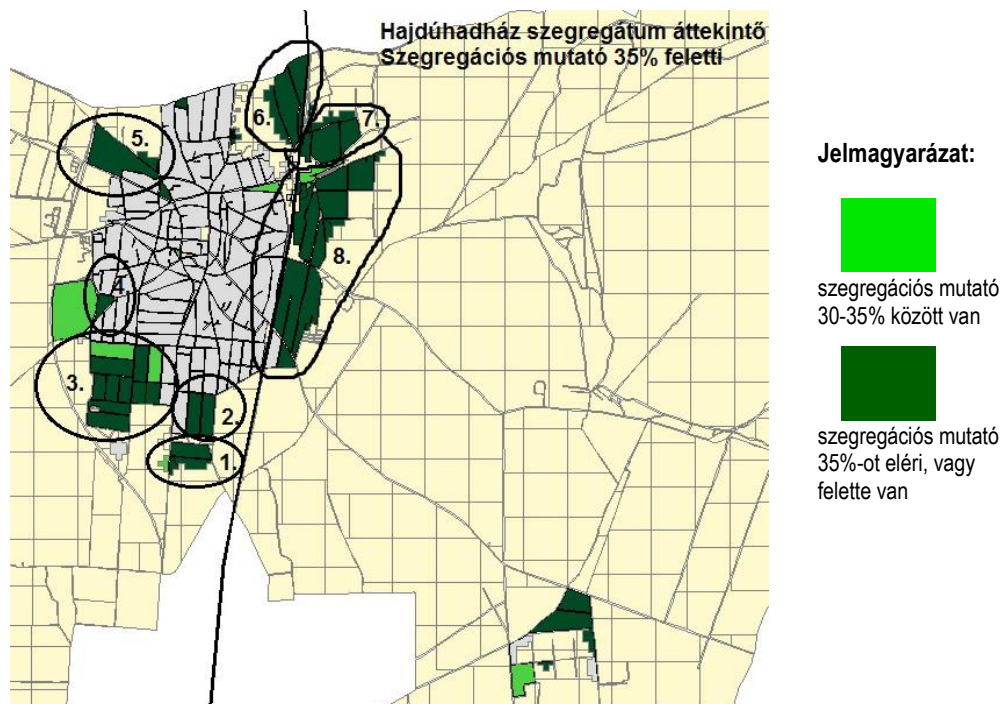 Hajdúhadház szegregátum áttekintő
Szegregációs mutató 35% feletti
6.
7.
5.
8.
4.
3.
2.
1.
Jelmagyarázat:
szegregációs mutató
30-35% között van
szegregációs mutató
35%-ot eléri, vagy
felette van